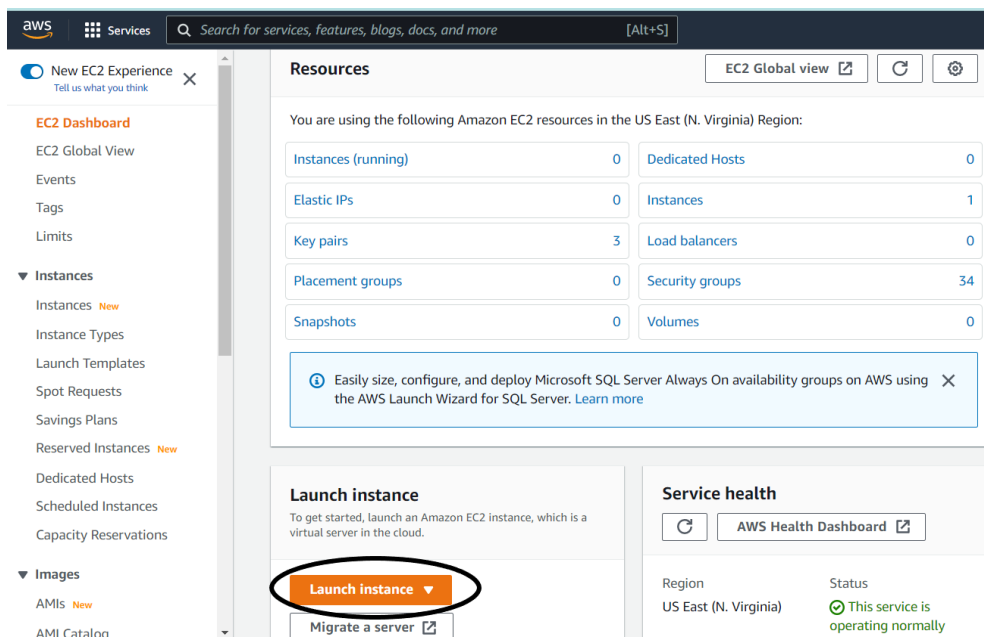 aws
Services
Search for services, features, blogs, docs, and more [Alt+S]
New EC2 Experience
Tell us what you think
EC2 Dashboard
EC2 Global View
Events
Tags
Limits
Instances
Instances New
Instance Types
Launch Templates
Spot Requests
Savings Plans
Reserved Instances New
Dedicated Hosts
Scheduled Instances
Capacity Reservations
Images
AMIs New
AMI Catalog
Resources
EC2 Global view
You are using the following Amazon EC2 resources in the US East (N. Virginia) Region:
Instances (running) 0
Dedicated Hosts 0
Elastic IPs 0
Instances 1
Key pairs 3
Load balancers 0
Placement groups 0
Security groups 34
Snapshots 0
Volumes 0
Easily size, configure, and deploy Microsoft SQL Server Always On availability groups on AWS using
the AWS Launch Wizard for SQL Server. Learn more
Launch instance
To get started, launch an Amazon EC2 instance, which is a
virtual server in the cloud.
Launch instance
Migrate a server
Service health
AWS Health Dashboard
Region
US East (N. Virginia)
Status
This service is
operating normally